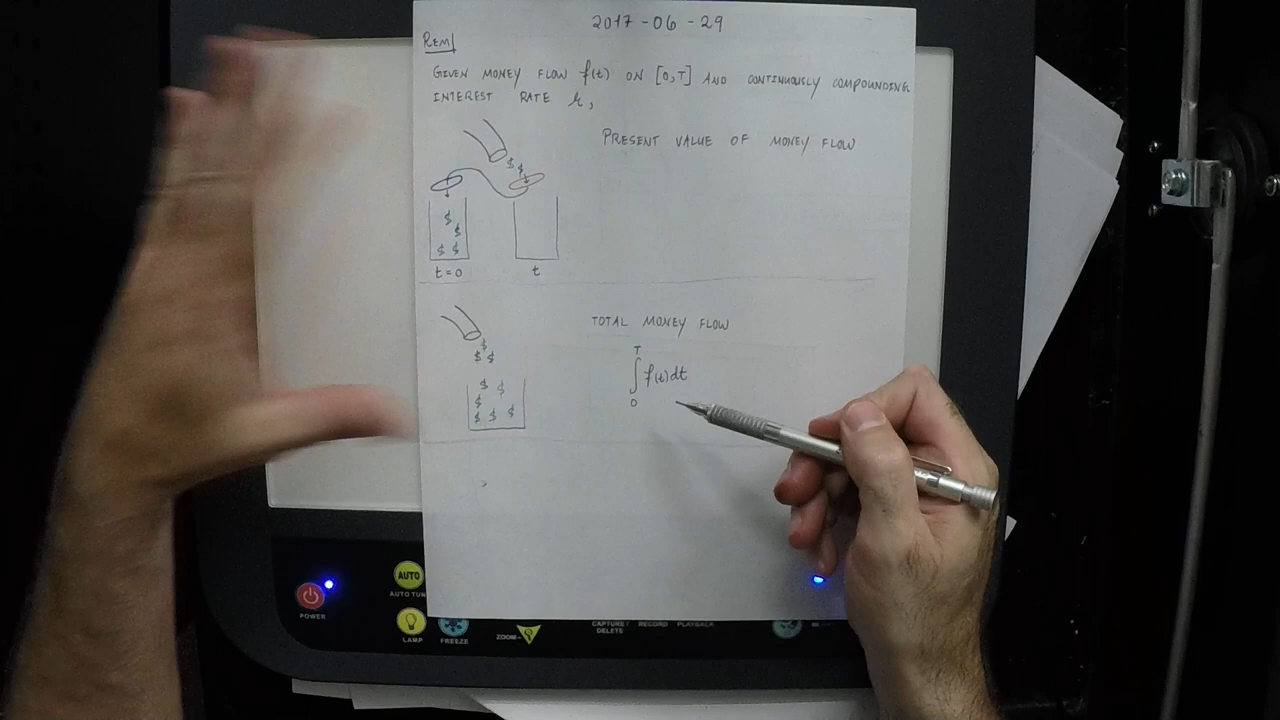 2017-06-29
REM
GIVEN MONEY FLOW f(t) ON [0,T] AND CONTINUOUSLY COMPOUNDING
INTEREST RATE r,
PRESENT VALUE OF MONEY FLOW
$ $
$
$
$ $
t=0 t
TOTAL MONEY FLOW
$
$ $
T
∫ f(t)dt
0
$ $
$
$ $ $
AUTO
AUTO TUN
POWER
LAMP
FREEZE
ZOOM-
CAPTURE/
DELETE
RECORD
PLAYBACK